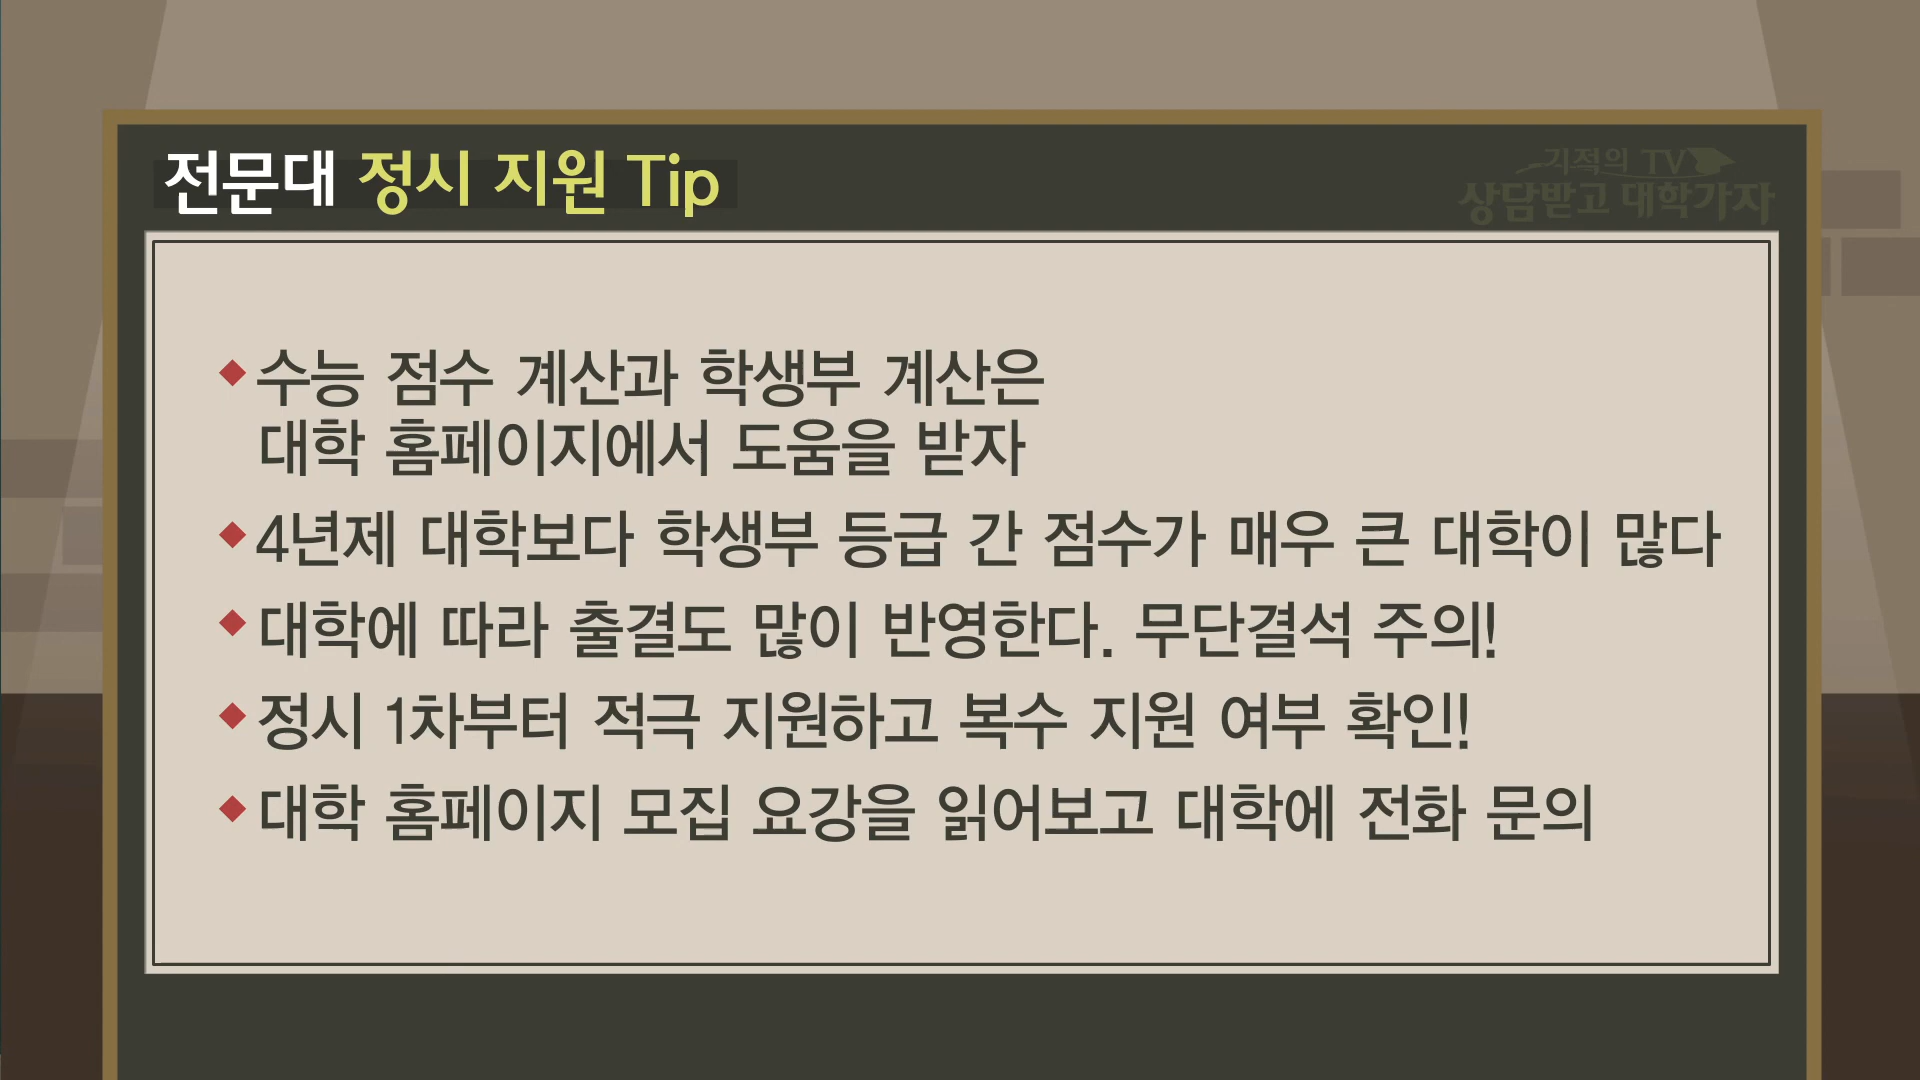 전문대 정시 지원 Tip
기적의 TV
상담받고 대학가자
수능 점수 계산과 학생부 계산은
대학 홈페이지에서 도움을 받자
4년제 대학보다 학생부 등급 간 점수가 매우 큰 대학이 많다
대학에 따라 출결도 많이 반영한다. 무단결석 주의!
정시 1차부터 적극 지원하고 복수 지원 여부 확인!
대학 홈페이지 모집 요강을 읽어보고 대학에 전화 문의